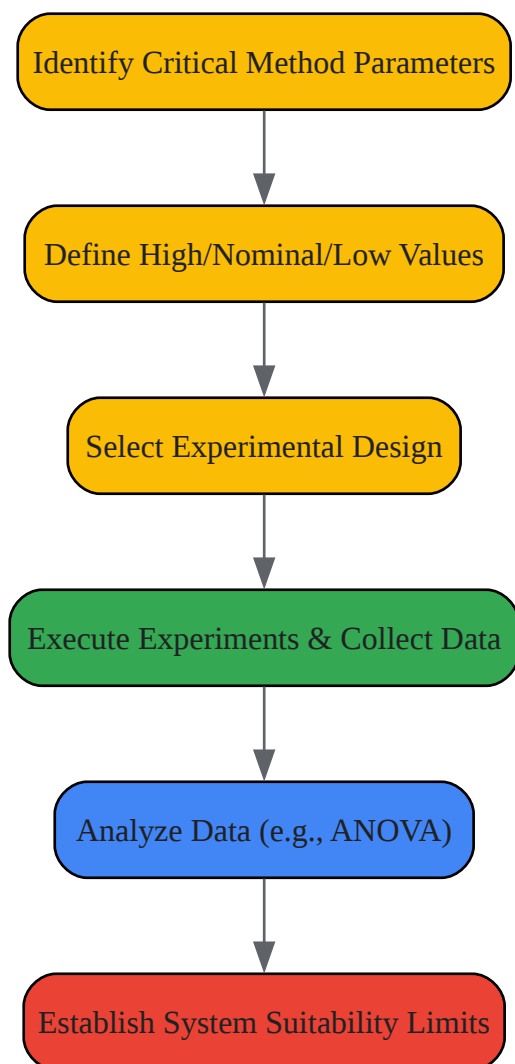 Identify Critical Method Parameters
Define High/Nominal/Low Values
Select Experimental Design
Execute Experiments & Collect Data
Analyze Data (e.g., ANOVA)
Establish System Suitability Limits